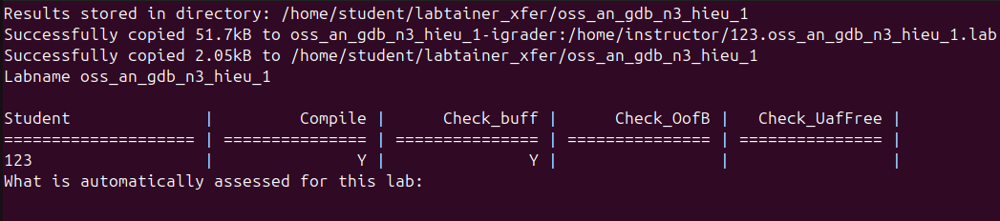 Results stored in directory: /home/student/labtainer_xfer/oss_an_gdb_n3_hieu_1
Successfully copied 51.7kB to oss_an_gdb_n3_hieu_1-igrader:/home/instructor/123.oss_an_gdb_n3_hieu_1.lab
Successfully copied 2.05kB to /home/student/labtainer_xfer/oss_an_gdb_n3_hieu_1
Labname oss_an_gdb_n3_hieu_1
Student              |         Compile |      Check_buff |      Check_OofB |   Check_UafFree |
==================== | =============== | =============== | =============== | =============== |
123                  |               Y |               Y |                 |                 |
What is automatically assessed for this lab: